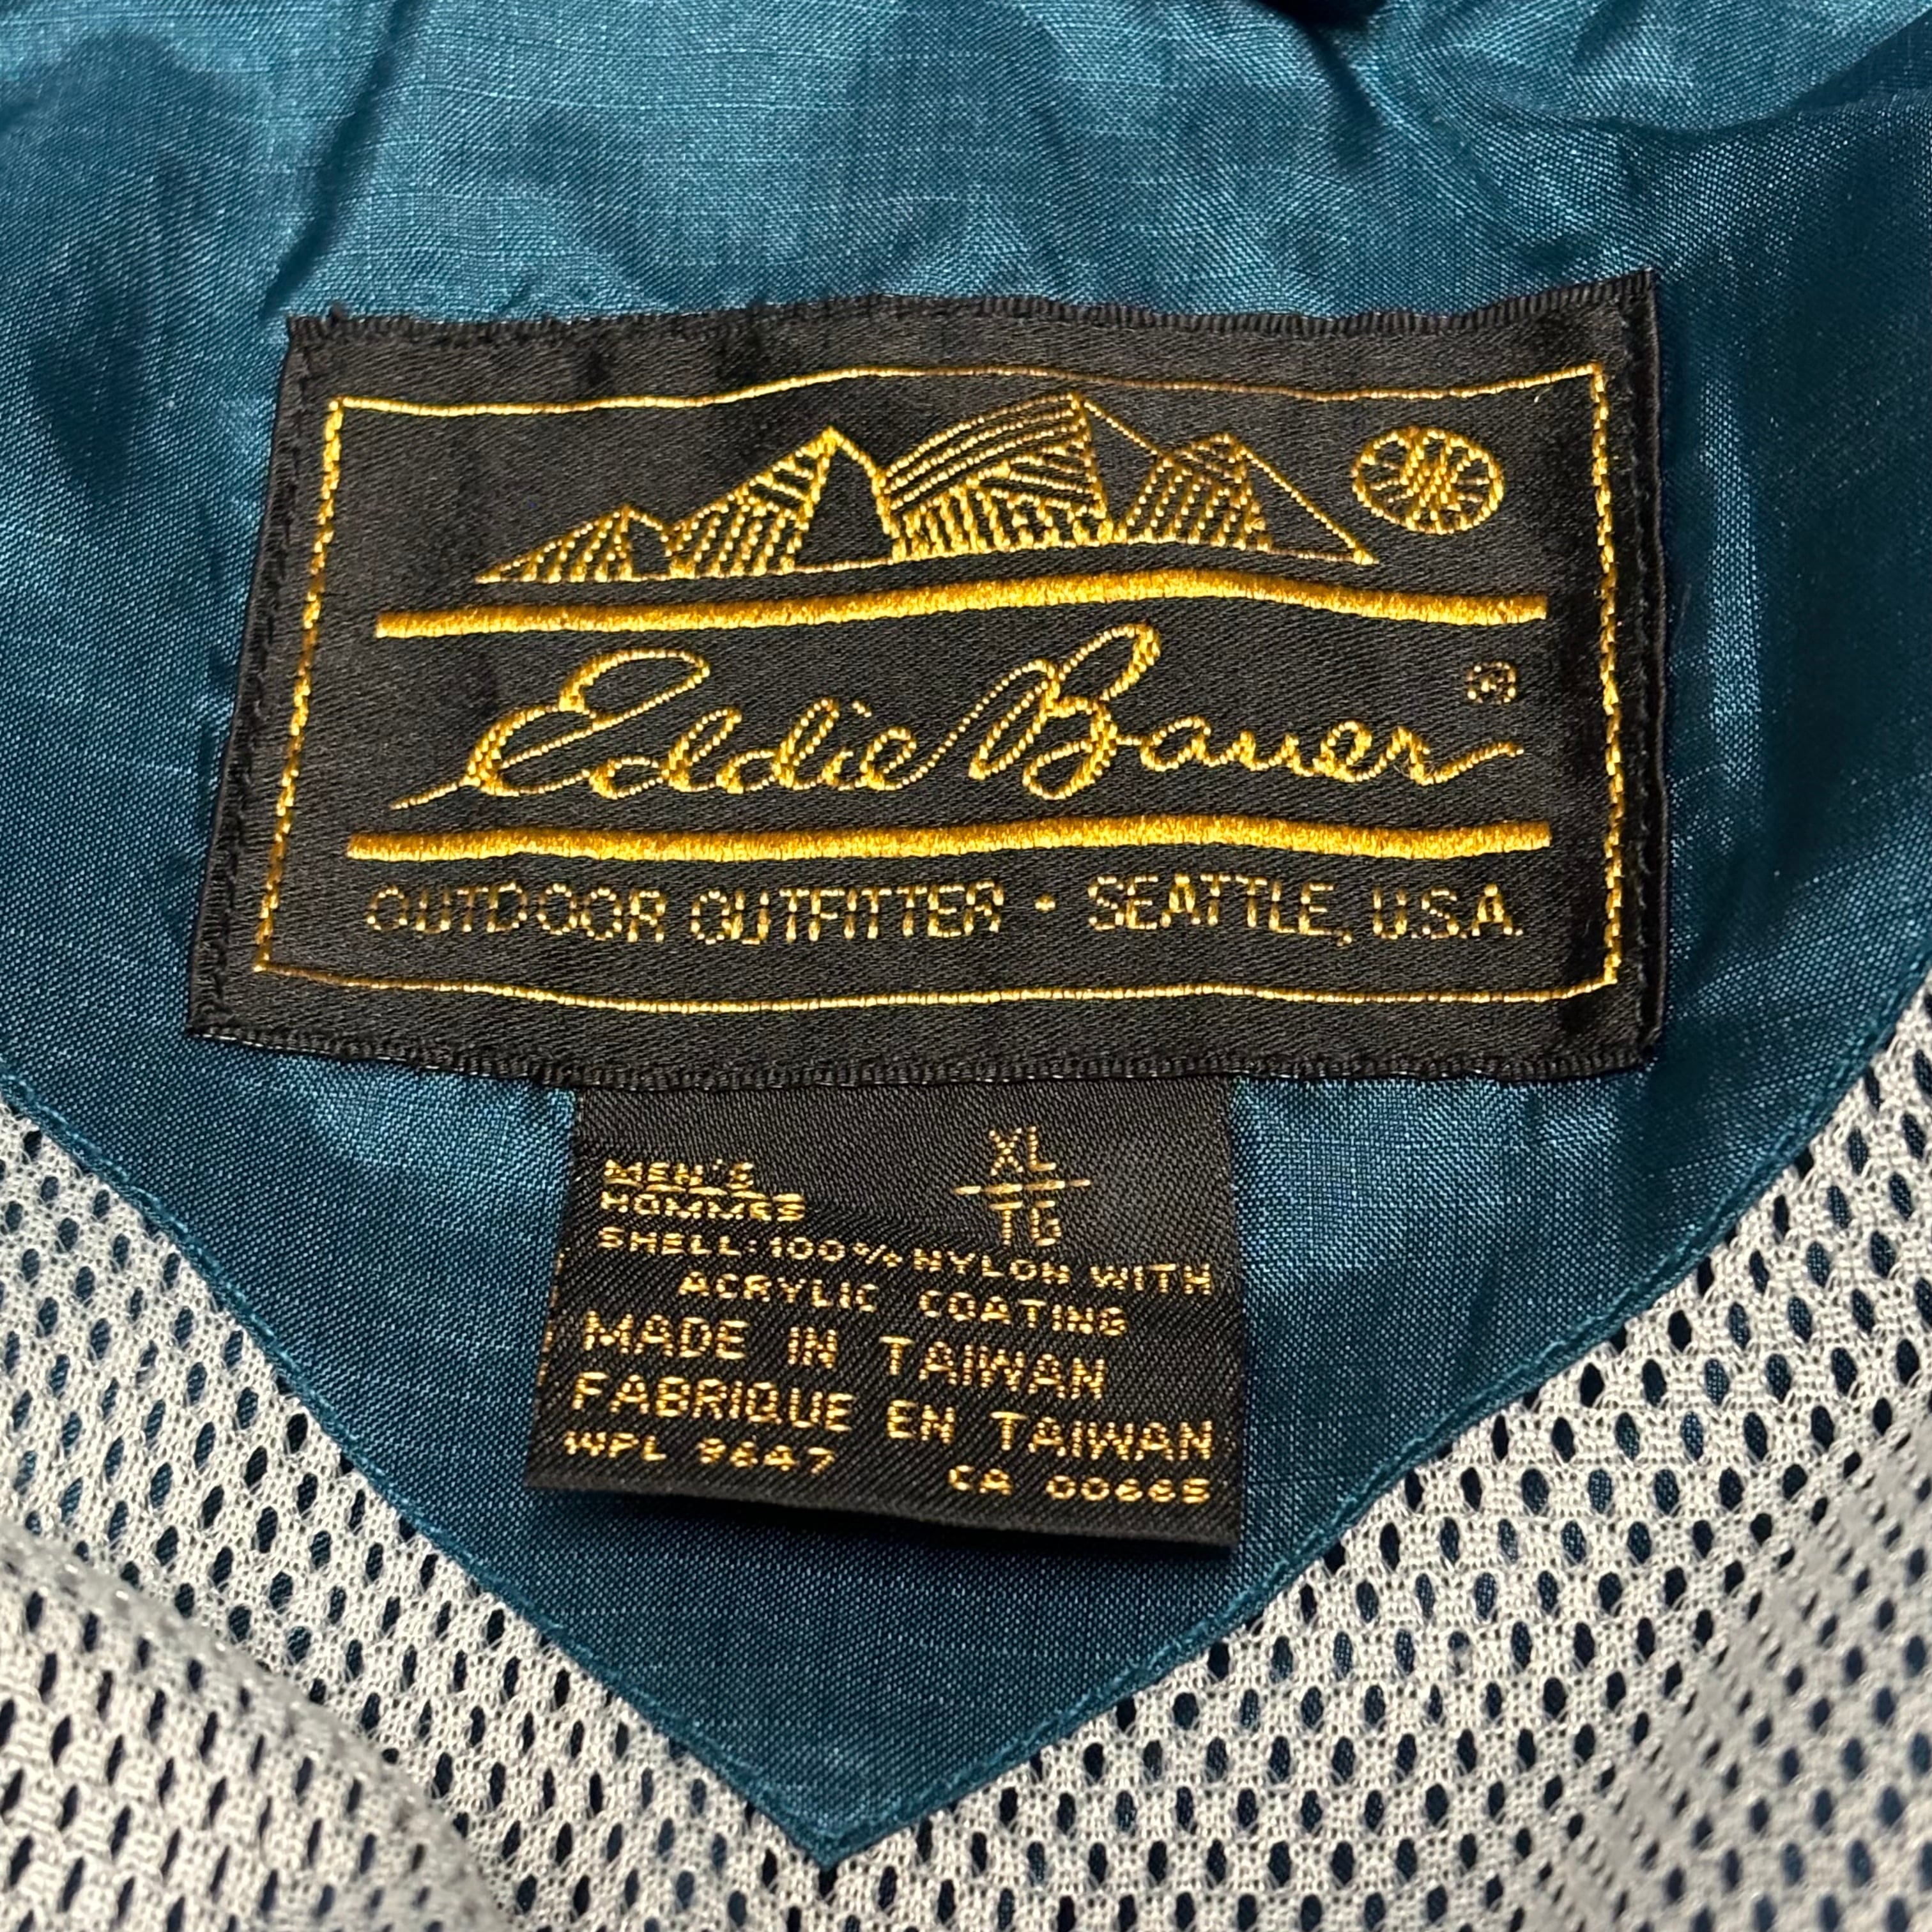 Eddie Bauer®
OUTDOOR OUTFITTER • SEATTLE, U.S.A.
MEN'S XL
HOMMES TG
SHELL: 100% NYLON WITH
ACRYLIC COATING
MADE IN TAIWAN
FABRIQUE EN TAIWAN
WPL 9647 CA 00665